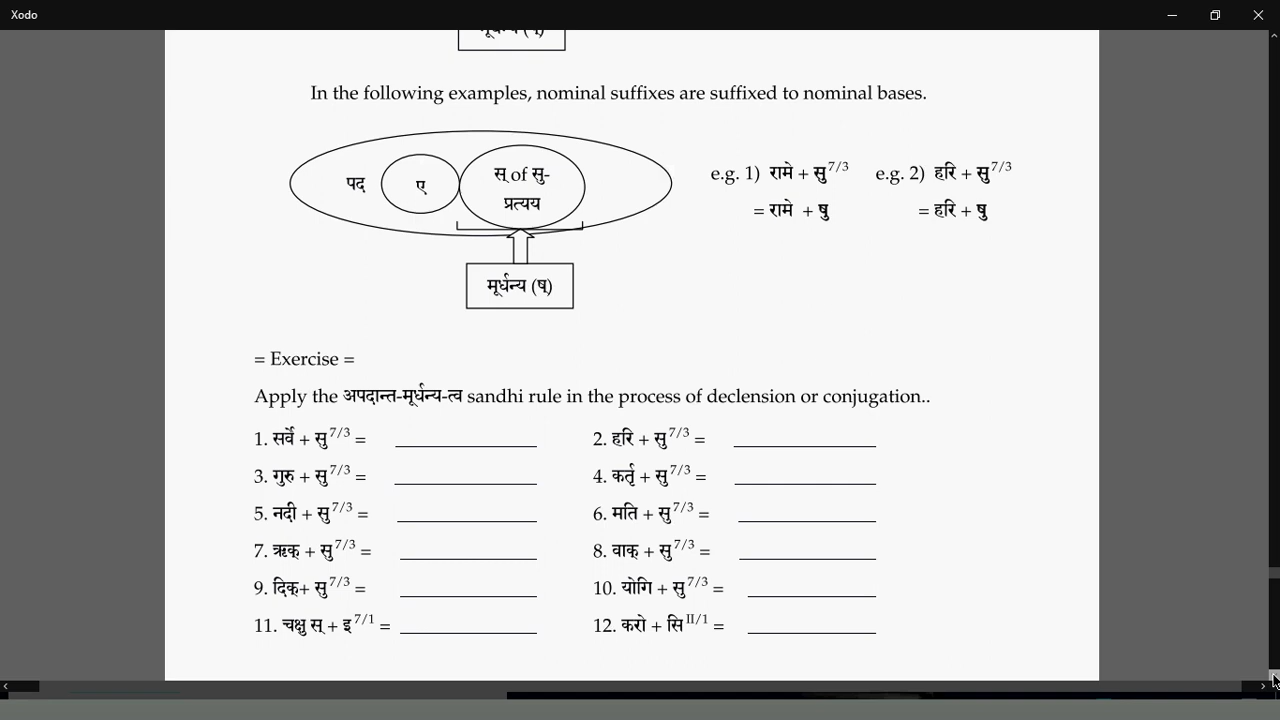 Xodo
मूर्धन्य (ष्)
In the following examples, nominal suffixes are suffixed to nominal bases.
पद ए स् of सु-प्रत्यय
e.g. 1) रामे + सु 7/3 e.g. 2) हरि + सु 7/3
= रामे + षु = हरि + षु
मूर्धन्य (ष्)
= Exercise =
Apply the अपदान्त-मूर्धन्य-त्व sandhi rule in the process of declension or conjugation..
1. सर्वे + सु 7/3 = 2. हरि + सु 7/3 =
3. गुरु + सु 7/3 = 4. कर्तृ + सु 7/3 =
5. नदी + सु 7/3 = 6. मति + सु 7/3 =
7. ऋक् + सु 7/3 = 8. वाक् + सु 7/3 =
9. दिक्+ सु 7/3 = 10. योगि + सु 7/3 =
11. चक्षु स् + इ 7/1 = 12. करो + सि II/1 =